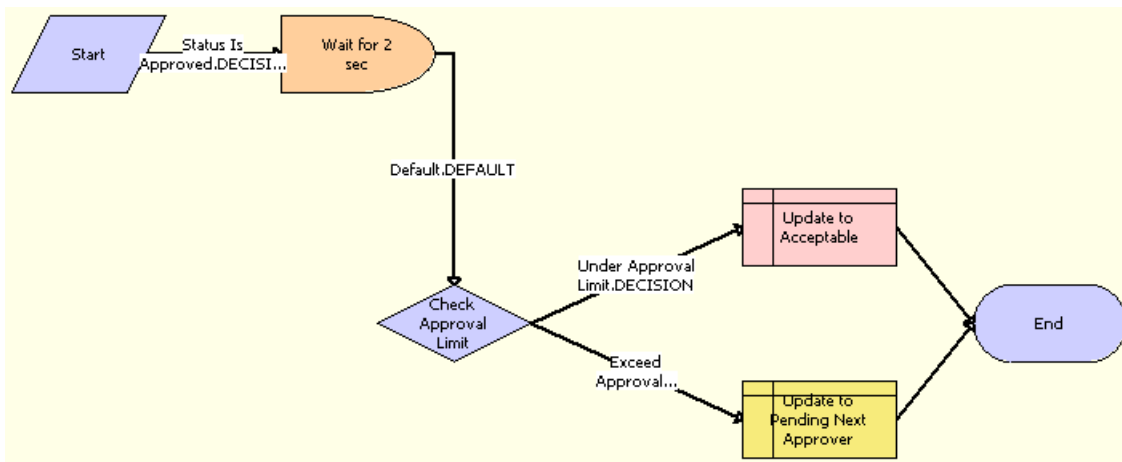 Start
Status Is
Approved.DECISI...
Wait for 2
sec
Default.DEFAULT
Check
Approval
Limit
Under Approval
Limit.DECISION
Update to
Acceptable
Exceed
Approval...
Update to
Pending Next
Approver
End